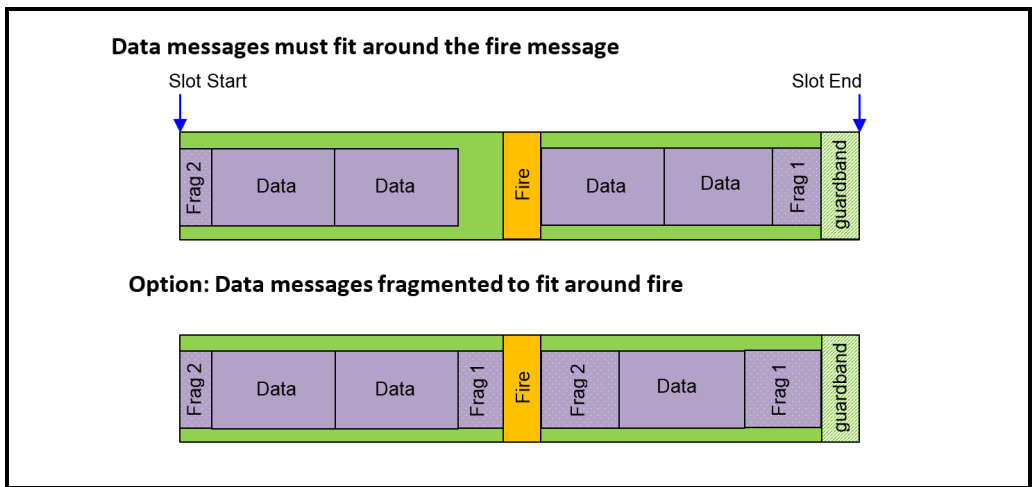 Data messages must fit around the fire message
Slot Start
Slot End
Frag 2
Data
Data
Fire
Data
Data
Frag 1
guardband
Option: Data messages fragmented to fit around fire
Frag 2
Data
Data
Frag 1
Fire
Frag 2
Data
Frag 1
guardband